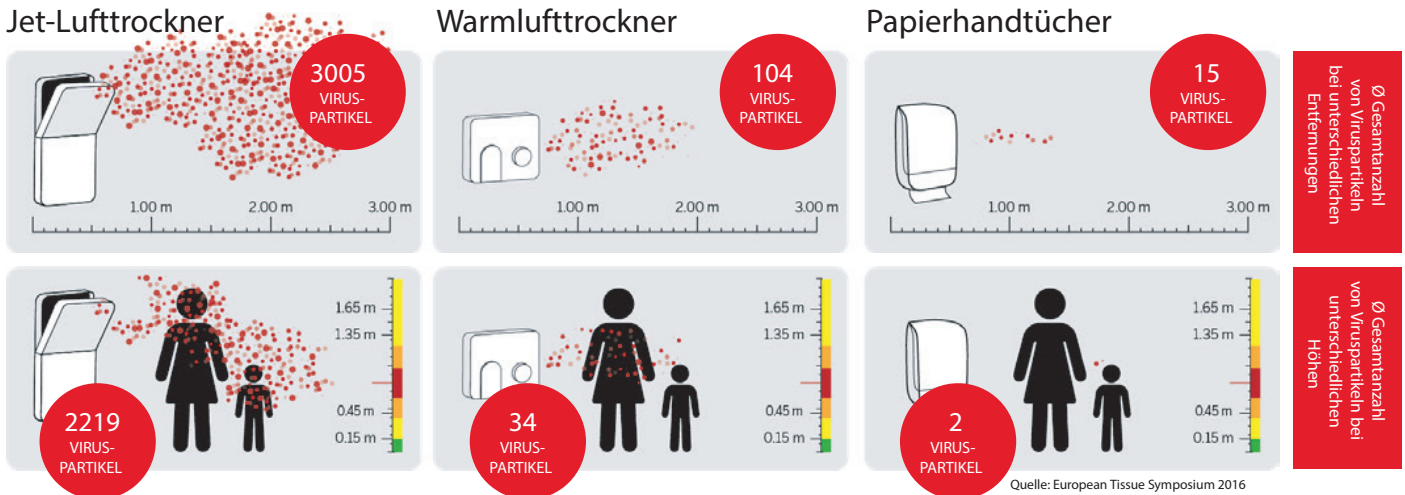 Jet-Lufttrockner
Warmlufttrockner
Papierhandtücher
3005
VIRUS-
PARTIKEL
1.00 m
2.00 m
3.00 m
104
VIRUS-
PARTIKEL
1.00 m
2.00 m
3.00 m
15
VIRUS-
PARTIKEL
1.00 m
2.00 m
3.00 m
Ø Gesamtanzahl
von Viruspartikeln
bei unterschiedlichen
Entfernungen
1.65 m
1.35 m
0.45 m
0.15 m
2219
VIRUS-
PARTIKEL
1.65 m
1.35 m
0.45 m
0.15 m
34
VIRUS-
PARTIKEL
1.65 m
1.35 m
0.45 m
0.15 m
2
VIRUS-
PARTIKEL
Ø Gesamtanzahl
von Viruspartikeln bei
unterschiedlichen
Höhen
Quelle: European Tissue Symposium 2016